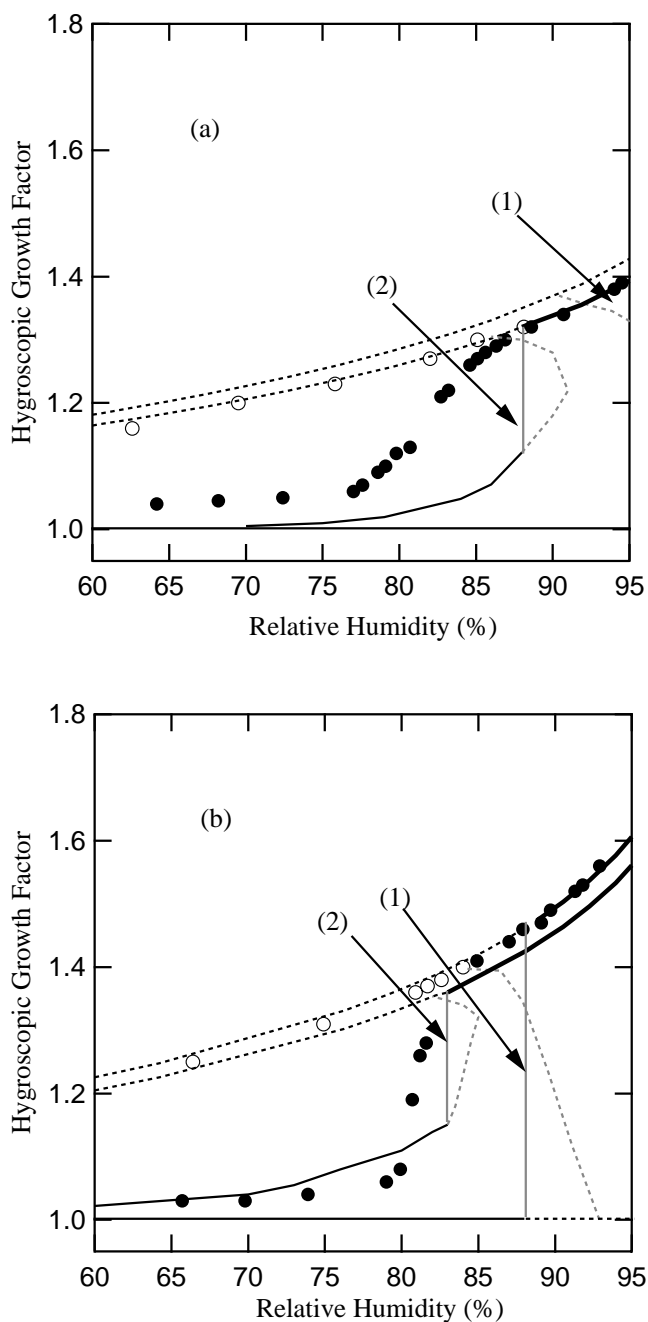 1.8
1.6
1.4
1.2
1.0
Hygroscopic Growth Factor
(a)
(1)
(2)
60 65 70 75 80 85 90 95
Relative Humidity (%)
1.8
1.6
1.4
1.2
1.0
Hygroscopic Growth Factor
(b)
(2)
(1)
60 65 70 75 80 85 90 95
Relative Humidity (%)